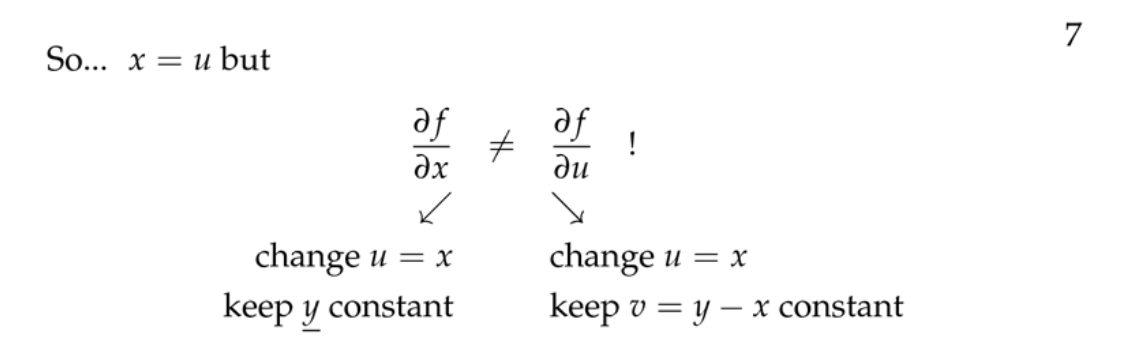 7
So... x = u but
∂f/∂x ≠ ∂f/∂u !
↙ ↘
change u = x change u = x
keep y constant keep v = y − x constant